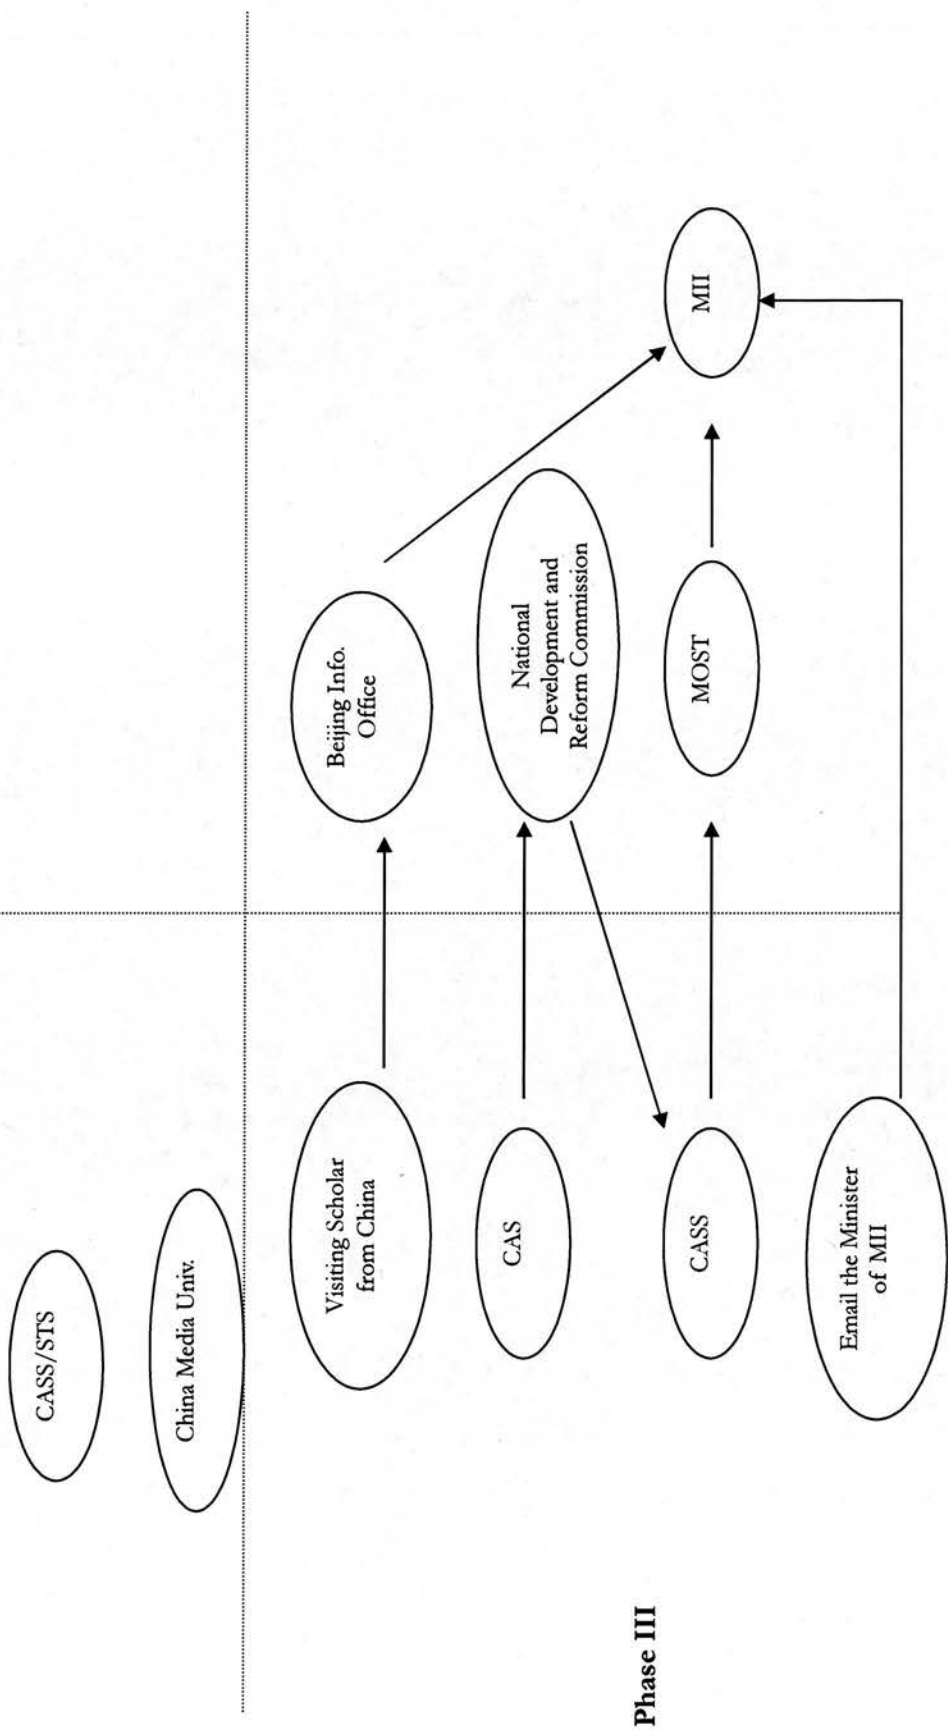 CASS/STS
China Media Univ.
Phase III
Visiting Scholar
from China
Beijing Info.
Office
CAS
National
Development and
Reform Commission
CASS
MOST
MII
Email the Minister
of MII